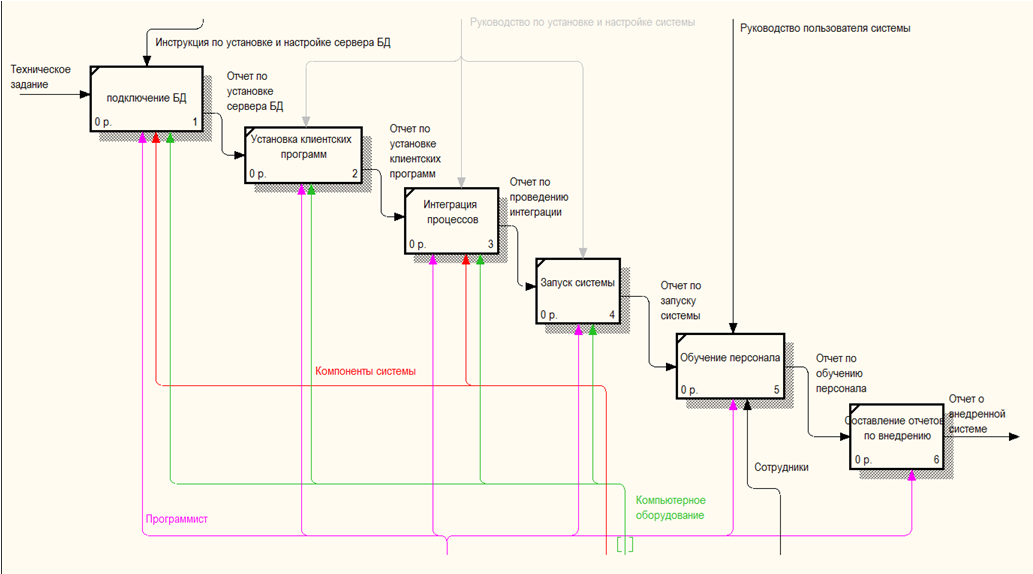 Руководство по установке и настройке системы
Руководство пользователя системы
Инструкция по установке и настройке сервера БД
Техническое
задание
подключение БД
0 р.
1
Отчет по
установке
сервера БД
Установка клиентских
программ
0 р.
2
Отчет по
установке
клиентских
программ
Интеграция
процессов
0 р.
3
Отчет по
проведению
интеграции
Запуск системы
0 р.
4
Отчет по
запуску
системы
Обучение персонала
0 р.
5
Отчет по
обучению
персонала
Составление отчетов
по внедрению
0 р.
6
Отчет о
внедренной
системе
Компоненты системы
Сотрудники
Компьютерное
оборудование
Программист